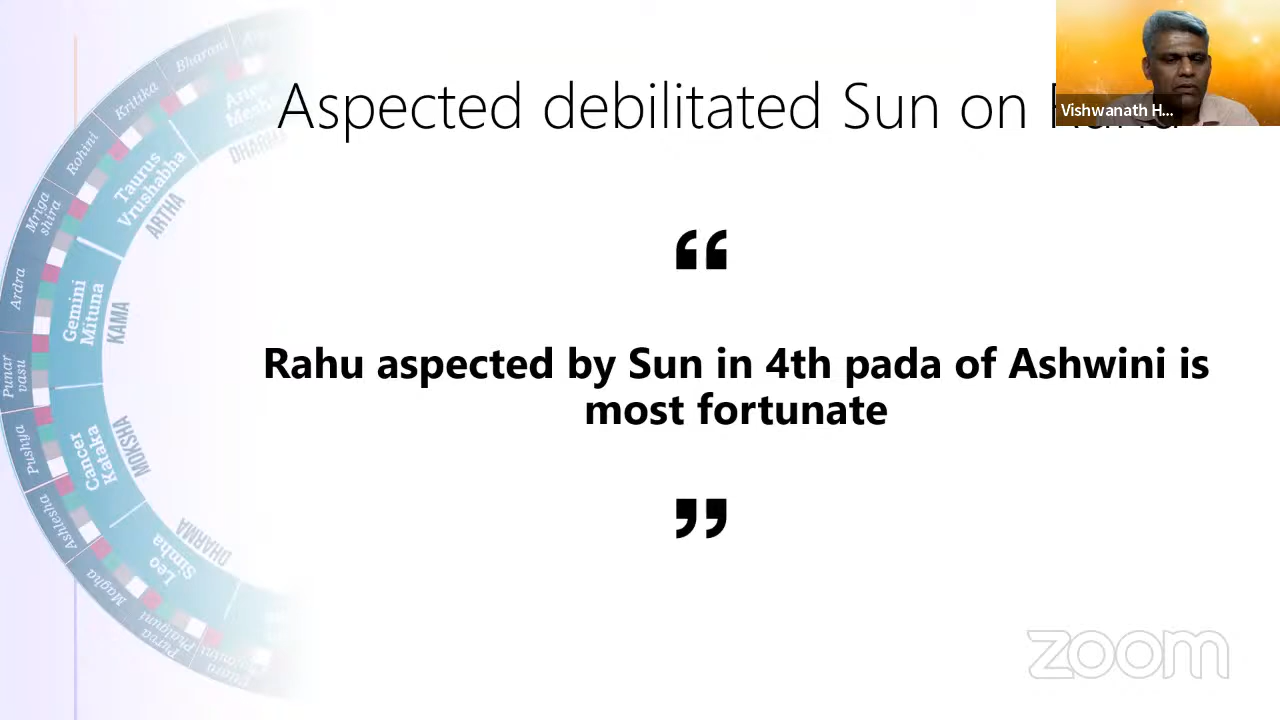 Aspected debilitated Sun on
Vishwanath H...
Rahu aspected by Sun in 4th pada of Ashwini is
most fortunate
Bharani
Krittika
Rohini
Mriga
shira
Ardra
Punar
vasu
Pushya
Ashlesha
Magha
Purva
Phalguni
Aries
Mesha
DHARMA
Taurus
Vrushabha
ARTHA
Gemini
Mituna
KAMA
Cancer
Kataka
MOKSHA
Leo
Simha
DHARMA
zoom